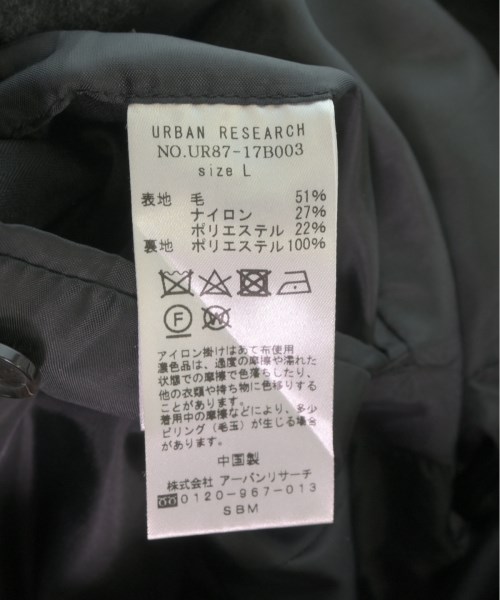 URBAN RESEARCH
NO.UR87-17B003
size L
表地 毛 51%
ナイロン 27%
ポリエステル 22%
裏地 ポリエステル 100%
F
W
アイロン掛けはあて布使用
濃色品は、過度の摩擦や濡れた
状態での摩擦で色落ちしたり、
他の衣類や持ち物に色移りする
ことがあります。
着用中の摩擦などにより、多少
ピリング(毛玉)が生じる場合
があります。
中国製
株式会社 アーバンリサーチ
0120-967-013
SBM